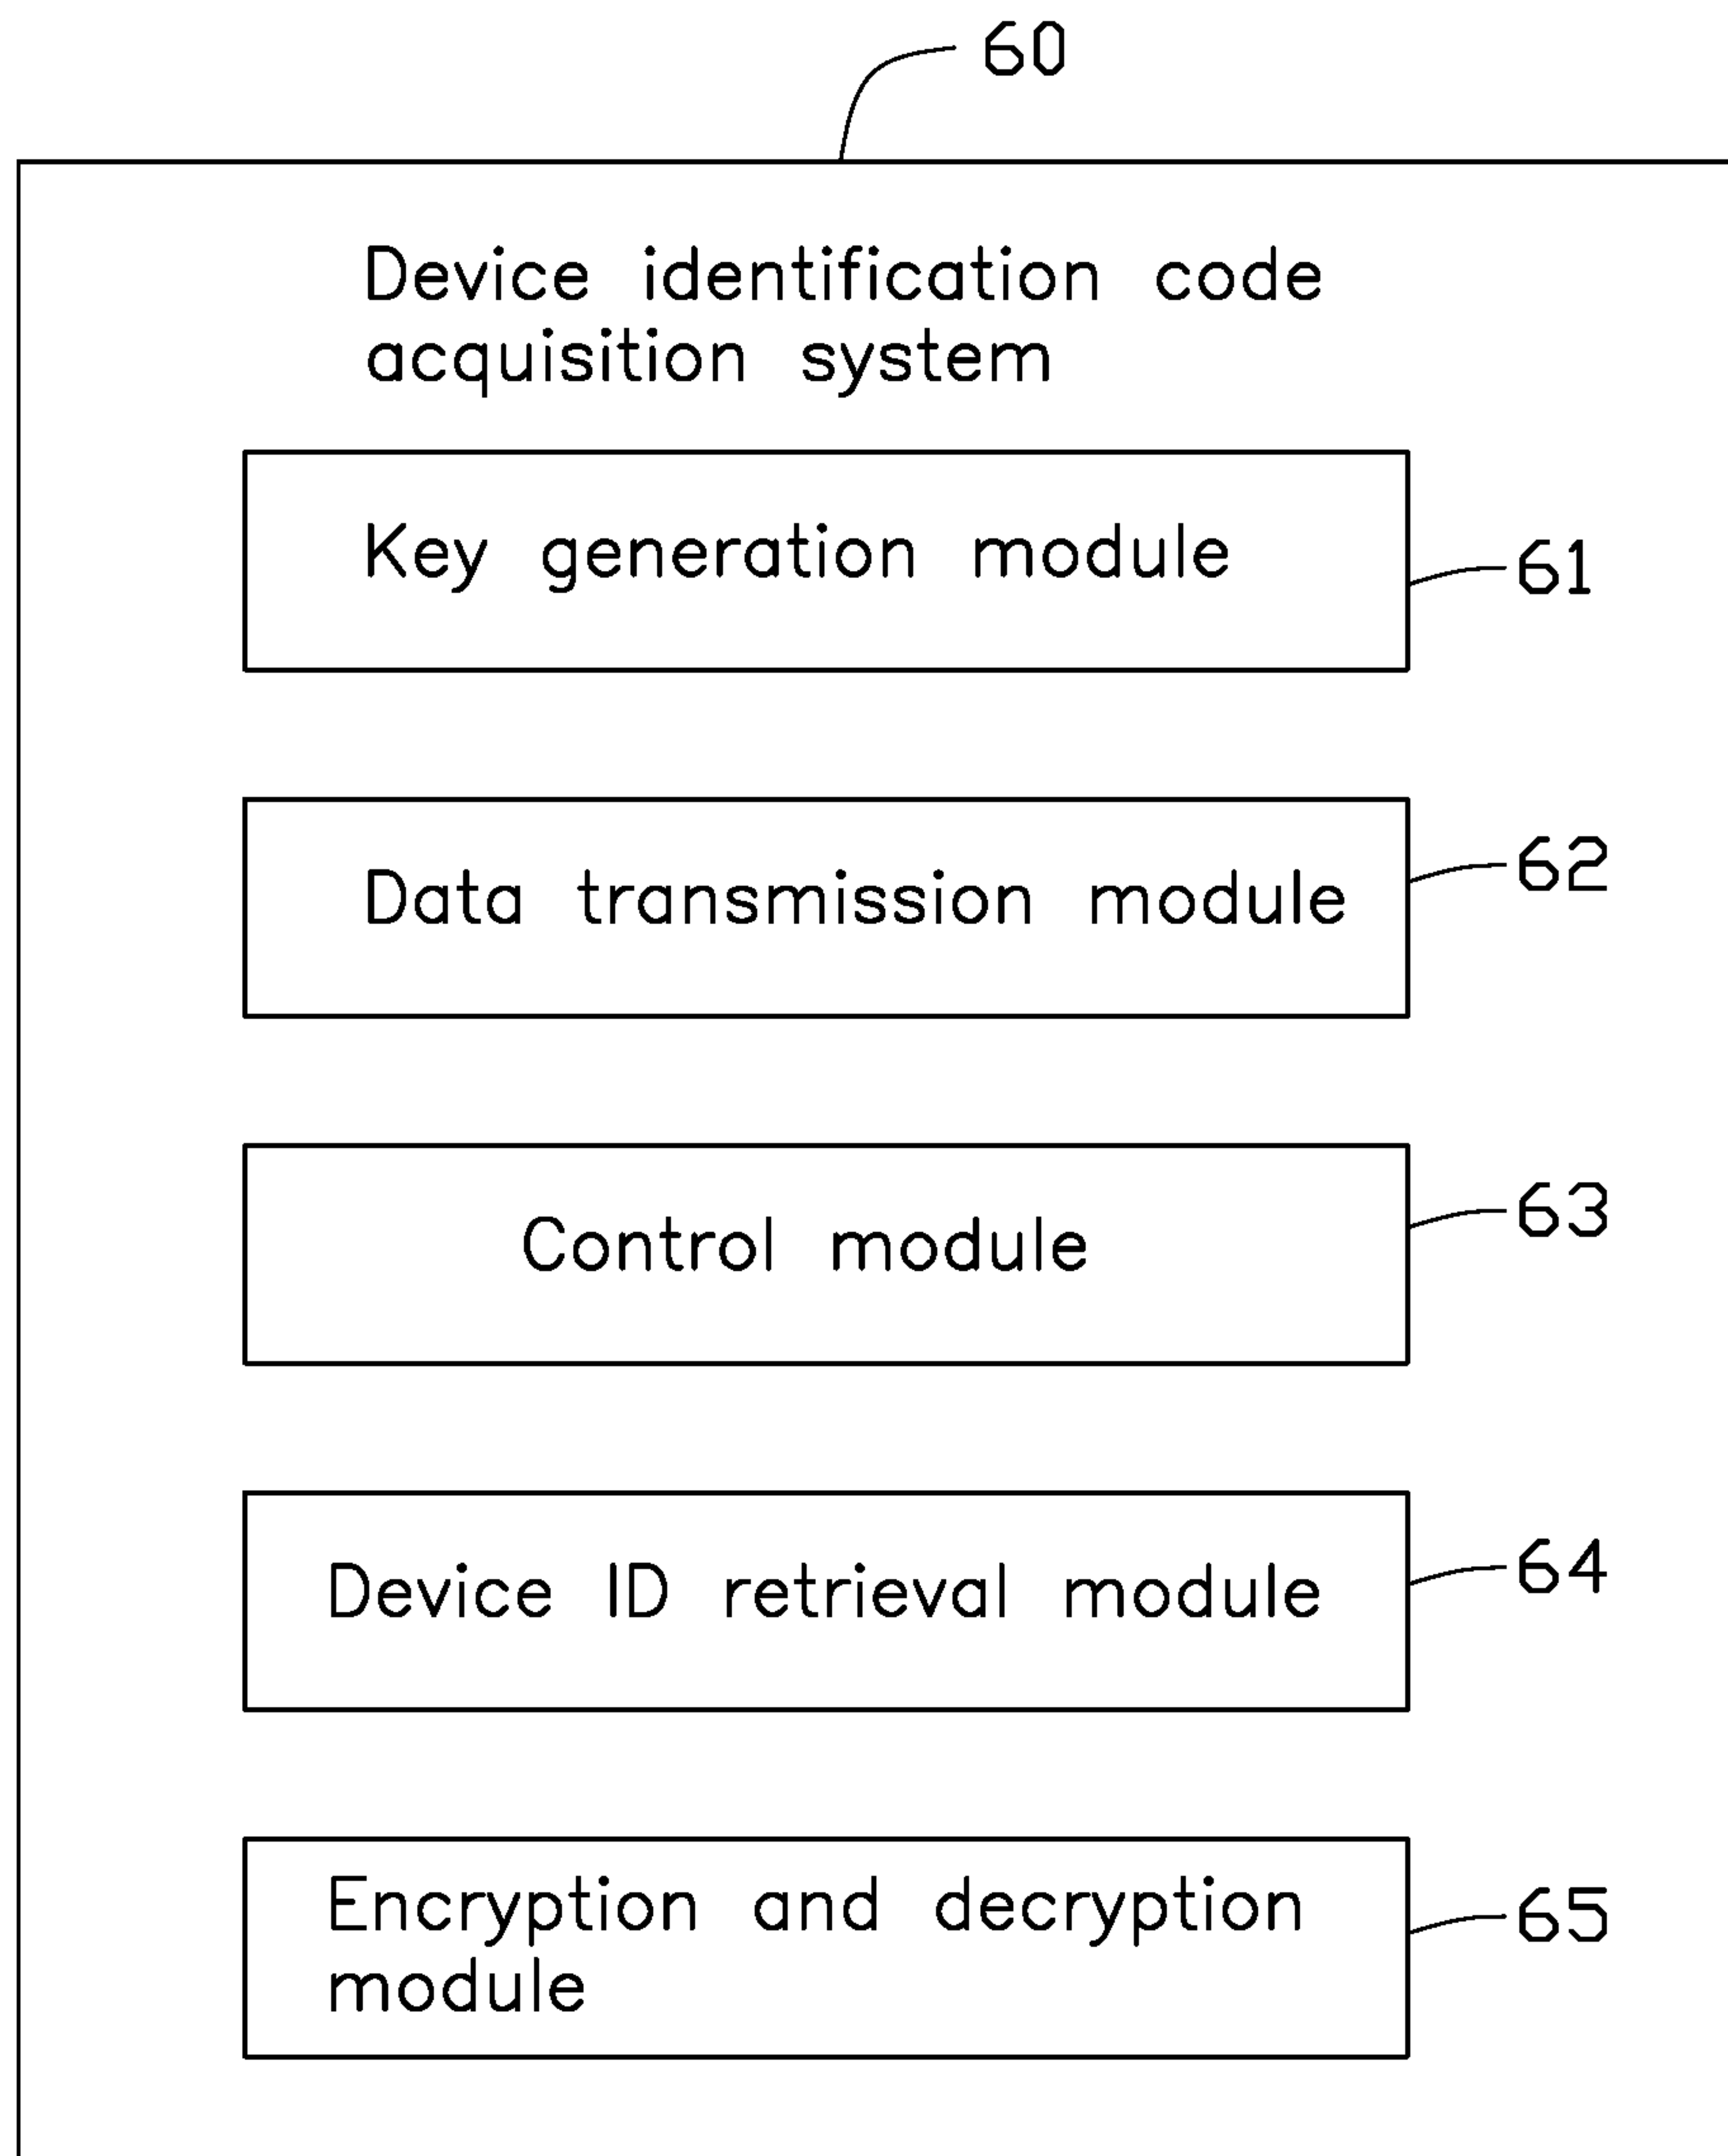 60
Device identification code
acquisition system
Key generation module
61
Data transmission module
62
Control module
63
Device ID retrieval module
64
Encryption and decryption
module
65